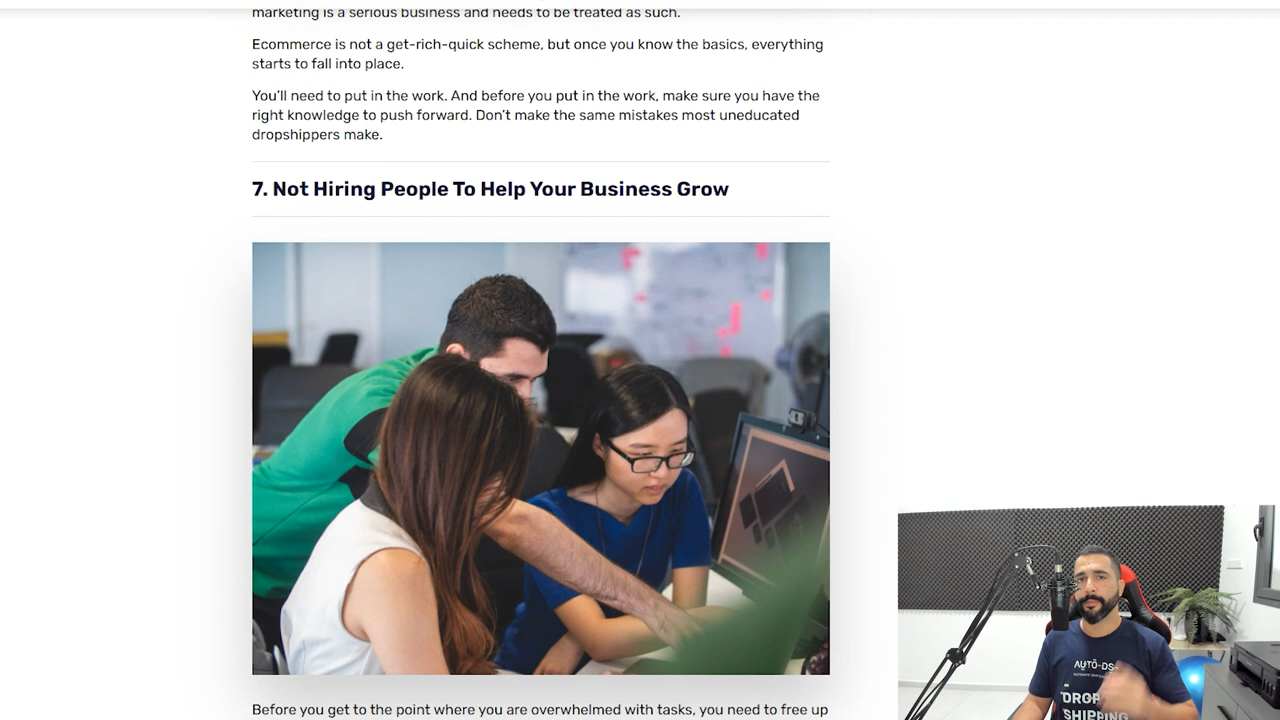 marketing is a serious business and needs to be treated as such.
Ecommerce is not a get-rich-quick scheme, but once you know the basics, everything
starts to fall into place.
You'll need to put in the work. And before you put in the work, make sure you have the
right knowledge to push forward. Don't make the same mistakes most uneducated
dropshippers make.
7. Not Hiring People To Help Your Business Grow
Before you get to the point where you are overwhelmed with tasks, you need to free up
AUTO-DS
DROP
SHIPPING